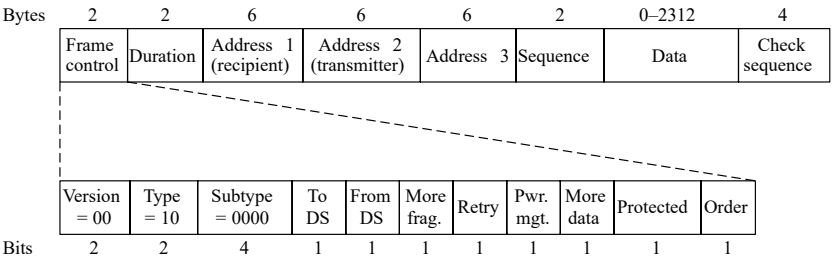 Bytes 2 2 6 6 6 2 0–2312 4
Frame control Duration Address 1 (recipient) Address 2 (transmitter) Address 3 Sequence Data Check sequence
Version = 00 Type = 10 Subtype = 0000 To DS From DS More frag. Retry Pwr. mgt. More data Protected Order
Bits 2 2 4 1 1 1 1 1 1 1 1